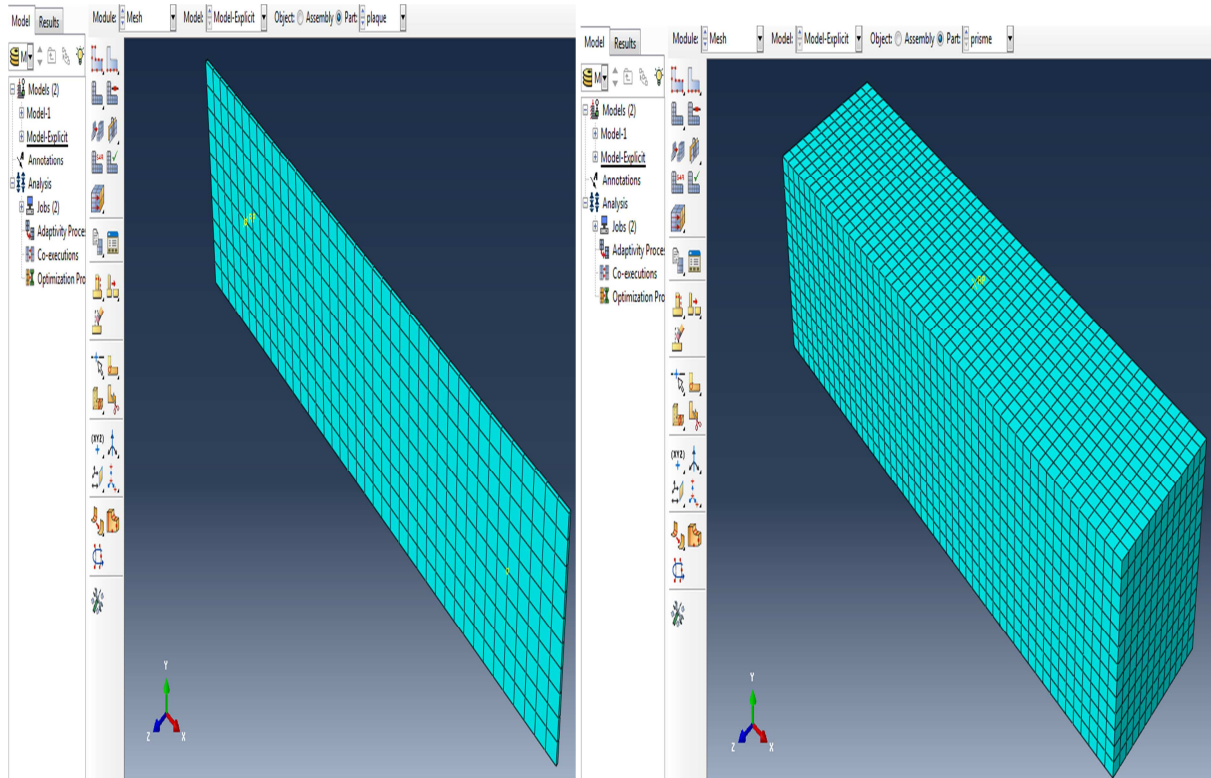 Model Results Module: Mesh Model: Model-Explicit Object: Assembly Part: plaque
M
Models (2)
Model-1
Model-Explicit
Annotations
Analysis
Jobs (2)
Adaptivity Proce
Co-executions
Optimization Pro
(XYZ)
RP
Y
Z X
Model Results Module: Mesh Model: Model-Explicit Object: Assembly Part: prisme
M
Models (2)
Model-1
Model-Explicit
Annotations
Analysis
Jobs (2)
Adaptivity Proce
Co-executions
Optimization Pro
(XYZ)
RP
Y
Z X